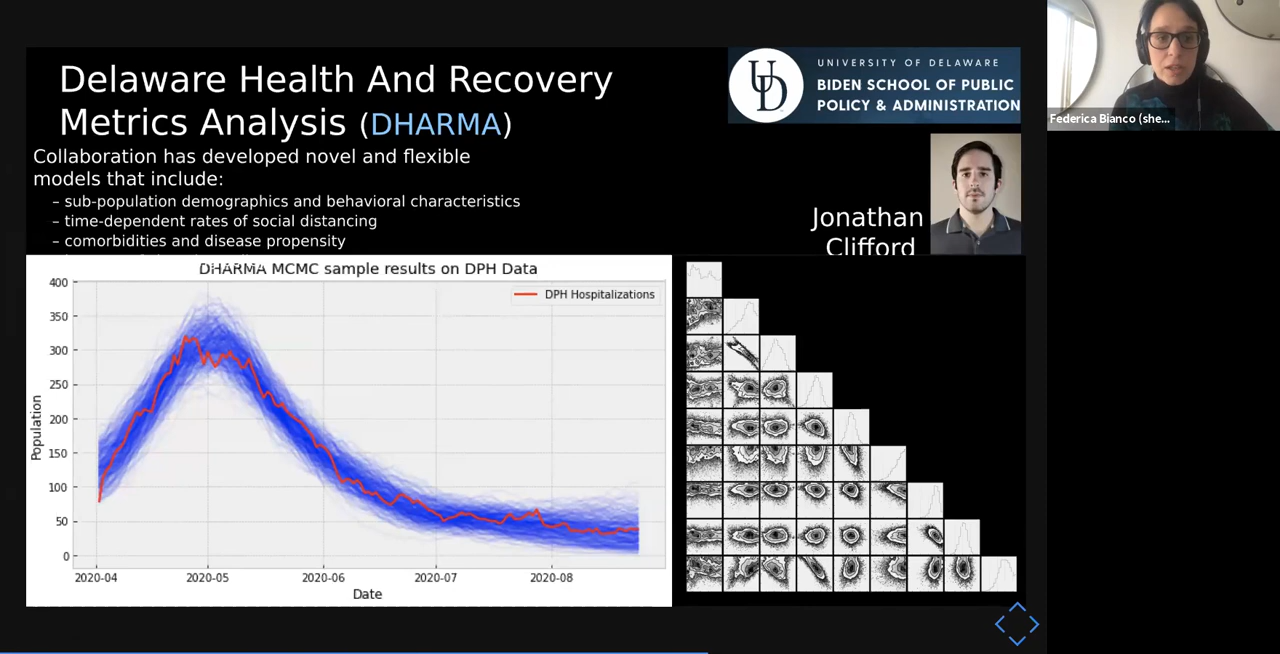 Delaware Health And Recovery
Metrics Analysis (DHARMA)
UNIVERSITY OF DELAWARE
BIDEN SCHOOL OF PUBLIC
POLICY & ADMINISTRATION
UD
Collaboration has developed novel and flexible
models that include:
– sub-population demographics and behavioral characteristics
– time-dependent rates of social distancing
– comorbidities and disease propensity
Jonathan
Clifford
Federica Bianco (she...
DHARMA MCMC sample results on DPH Data
DPH Hospitalizations
400
350
300
250
200
150
100
50
0
Population
2020-04
2020-05
2020-06
2020-07
2020-08
Date